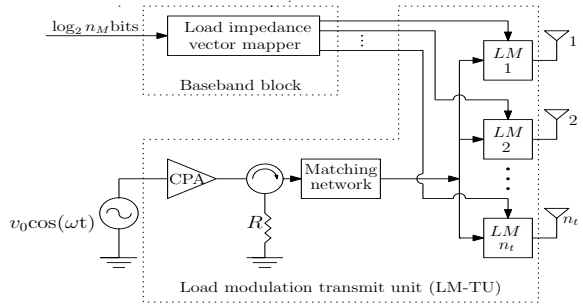 log₂ n_M bits
Load impedance
vector mapper
Baseband block
LM
1
1
LM
2
2
CPA
Matching
network
R
v₀cos(ωt)
LM
n_t
n_t
Load modulation transmit unit (LM-TU)